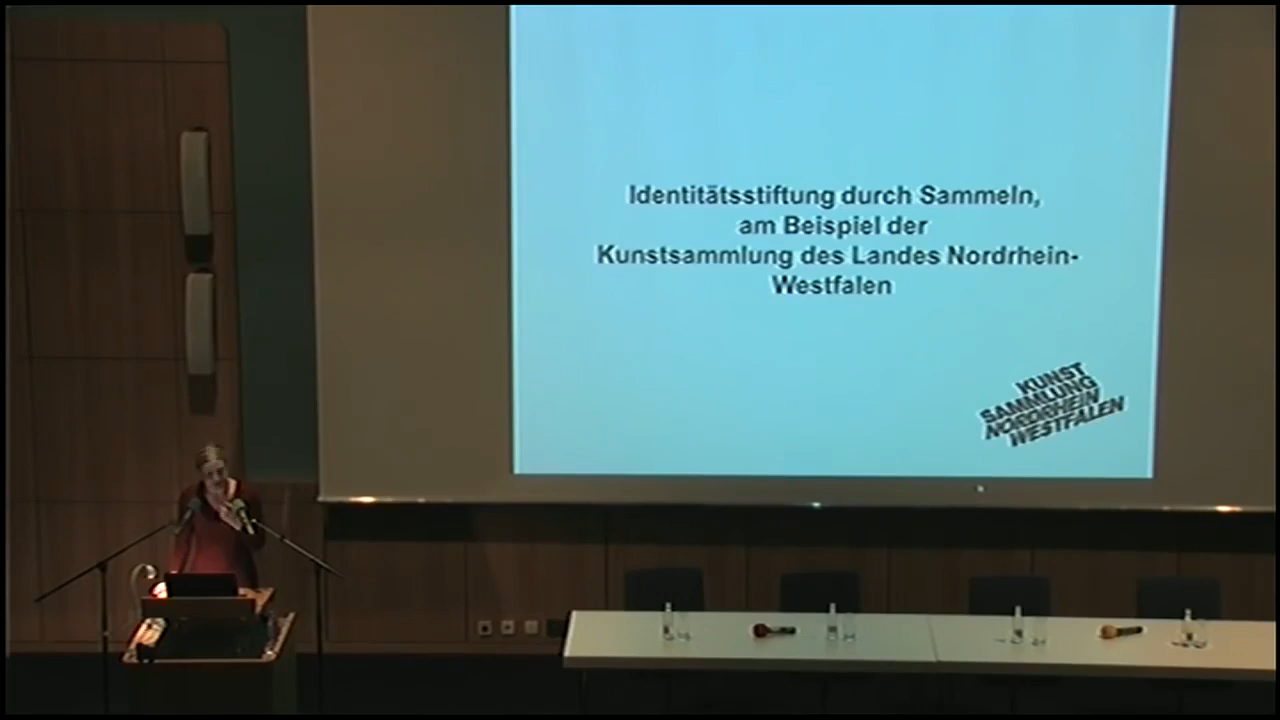 Identitätsstiftung durch Sammeln,
am Beispiel der
Kunstsammlung des Landes Nordrhein-
Westfalen
KUNST
SAMMLUNG
NORDRHEIN
WESTFALEN